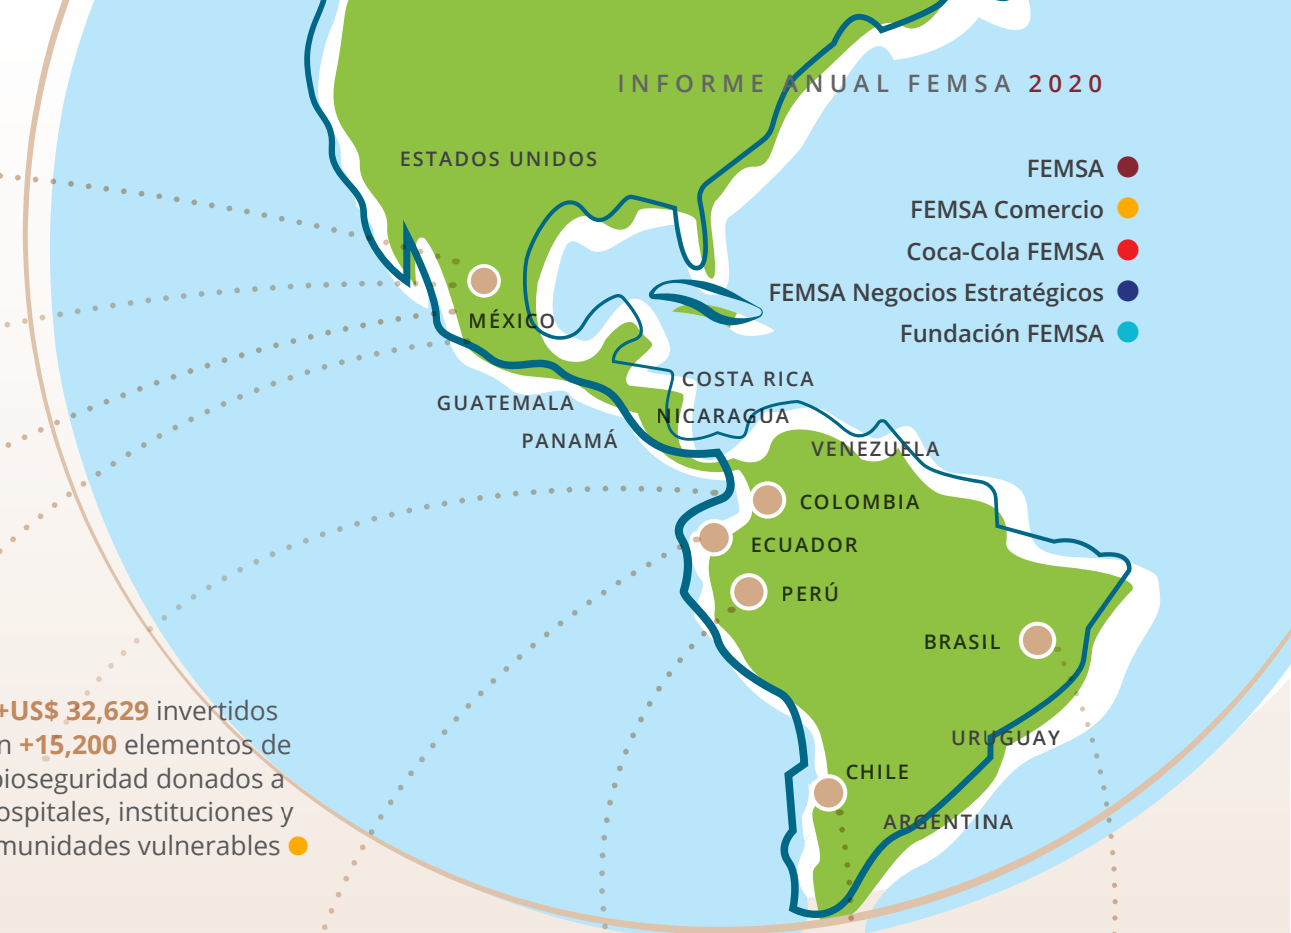 INFORME ANUAL FEMSA 2020
ESTADOS UNIDOS
FEMSA
FEMSA Comercio
Coca-Cola FEMSA
FEMSA Negocios Estratégicos
Fundación FEMSA
MÉXICO
COSTA RICA
GUATEMALA
NICARAGUA
PANAMÁ
VENEZUELA
COLOMBIA
ECUADOR
PERÚ
BRASIL
URUGUAY
CHILE
ARGENTINA
+US$ 32,629 invertidos
n +15,200 elementos de
bioseguridad donados a
ospitales, instituciones y
munidades vulnerables